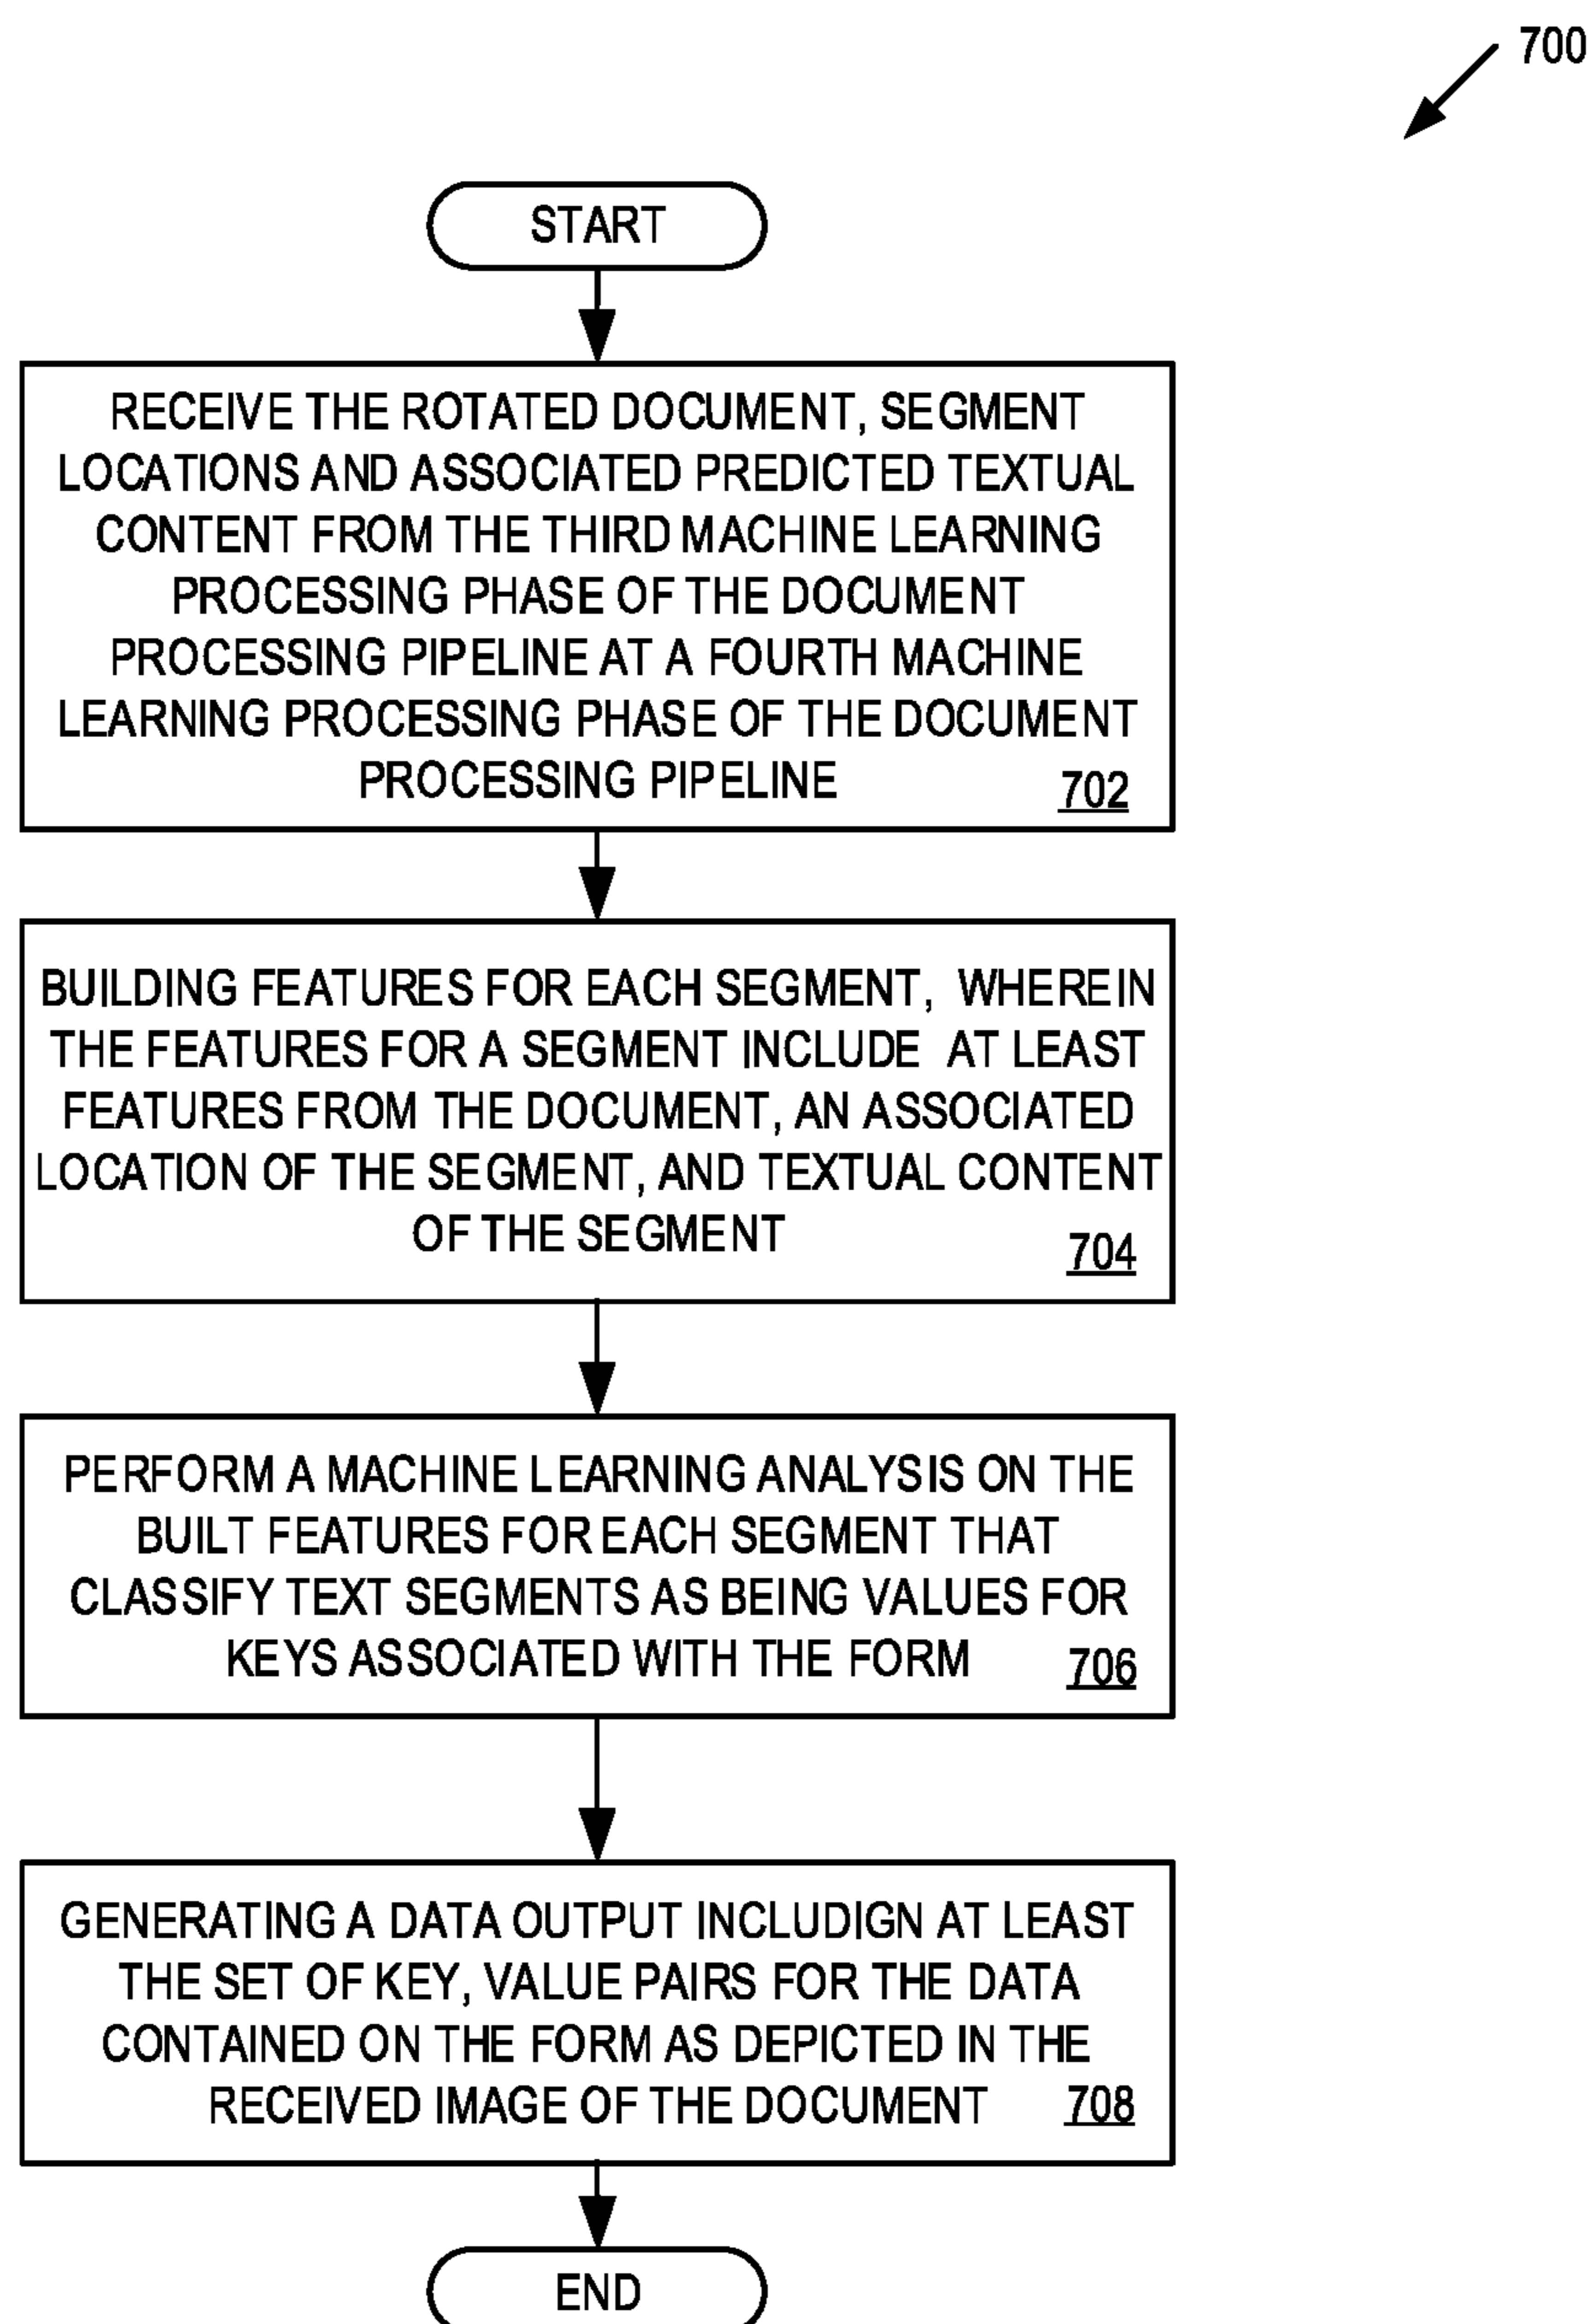 700
START
RECEIVE THE ROTATED DOCUMENT, SEGMENT
LOCATIONS AND ASSOCIATED PREDICTED TEXTUAL
CONTENT FROM THE THIRD MACHINE LEARNING
PROCESSING PHASE OF THE DOCUMENT
PROCESSING PIPELINE AT A FOURTH MACHINE
LEARNING PROCESSING PHASE OF THE DOCUMENT
PROCESSING PIPELINE
702
BUILDING FEATURES FOR EACH SEGMENT, WHEREIN
THE FEATURES FOR A SEGMENT INCLUDE AT LEAST
FEATURES FROM THE DOCUMENT, AN ASSOCIATED
LOCATION OF THE SEGMENT, AND TEXTUAL CONTENT
OF THE SEGMENT
704
PERFORM A MACHINE LEARNING ANALYSIS ON THE
BUILT FEATURES FOR EACH SEGMENT THAT
CLASSIFY TEXT SEGMENTS AS BEING VALUES FOR
KEYS ASSOCIATED WITH THE FORM
706
GENERATING A DATA OUTPUT INCLUDIGN AT LEAST
THE SET OF KEY, VALUE PAIRS FOR THE DATA
CONTAINED ON THE FORM AS DEPICTED IN THE
RECEIVED IMAGE OF THE DOCUMENT
708
END